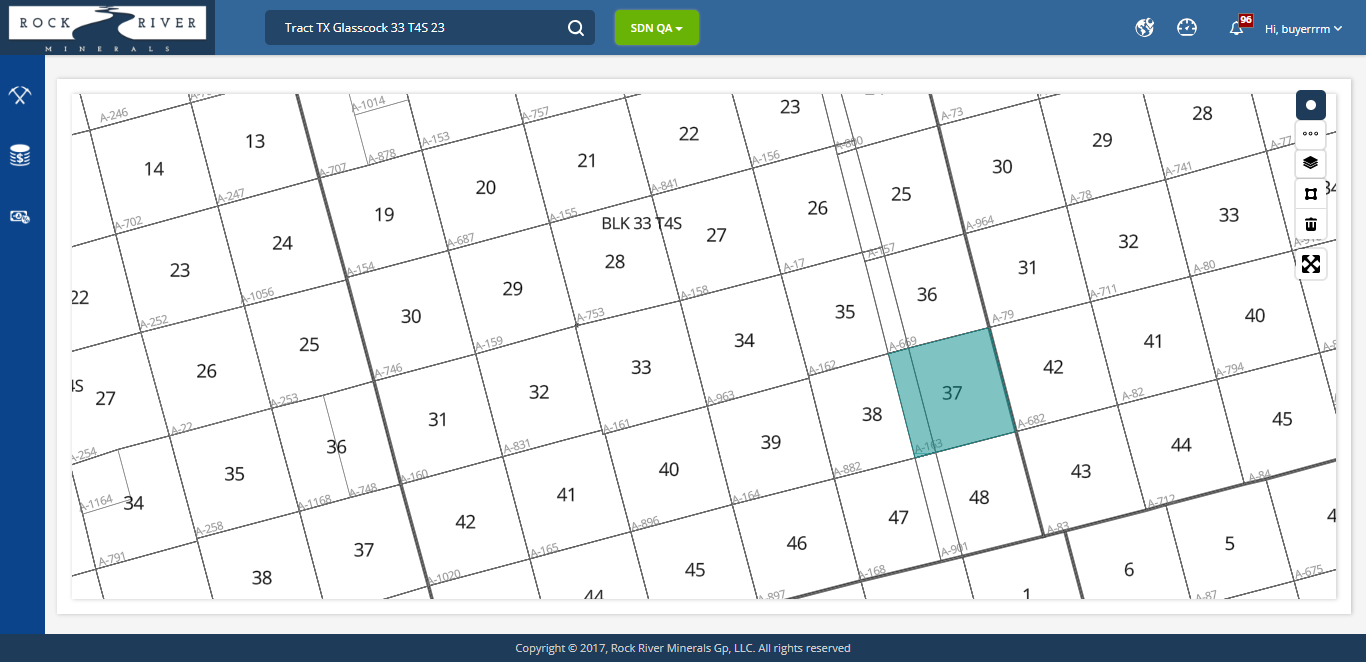 ROCK RIVER
MINERALS
Tract TX Glasscock 33 T4S 23
SDN QA
96
Hi, buyerrrm
A-246
A-1014
A-757
23
A-73
28
13
A-153
22
29
A-77
14
A-707
A-878
21
A-156
A-880
30
A-741
A-247
20
A-841
25
A-78
34
19
A-155
26
A-964
33
A-702
24
A-687
BLK 33 T4S
27
A-157
32
23
A-154
28
A-17
31
A-80
22
A-1056
29
A-158
36
A-711
A-252
30
A-753
35
A-79
40
25
A-159
34
A-669
41
26
A-746
33
A-162
42
A-794
4S
27
A-253
32
A-963
37
A-82
A-22
31
A-161
38
A-682
45
A-254
36
A-831
39
A-163
44
A-1164
34
35
A-1168
A-748
A-160
40
A-882
43
A-84
A-258
41
A-164
48
A-712
A-791
37
42
A-896
47
A-83
5
38
A-1020
A-165
46
A-901
6
A-675
44
45
A-897
A-168
1
A-87
4
Copyright © 2017, Rock River Minerals Gp, LLC. All rights reserved